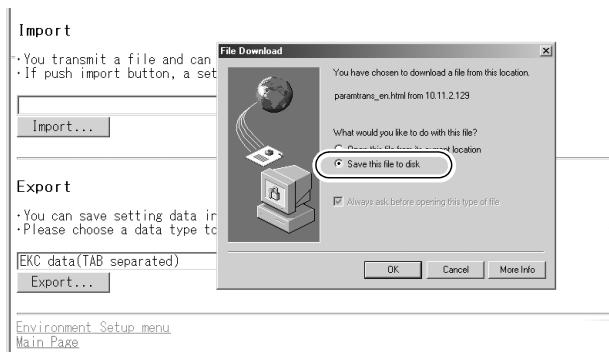 Import
・You transmit a file and can
・If push import button, a set
Import...
Export
・You can save setting data in
・Please choose a data type to
EKC data(TAB separated)
Export...
Environment Setup menu
Main Page
File Download
You have chosen to download a file from this location.
paramtrans_en.html from 10.11.2.129
What would you like to do with this file?
Open this file from its current location
Save this file to disk
Always ask before opening this type of file
OK
Cancel
More Info